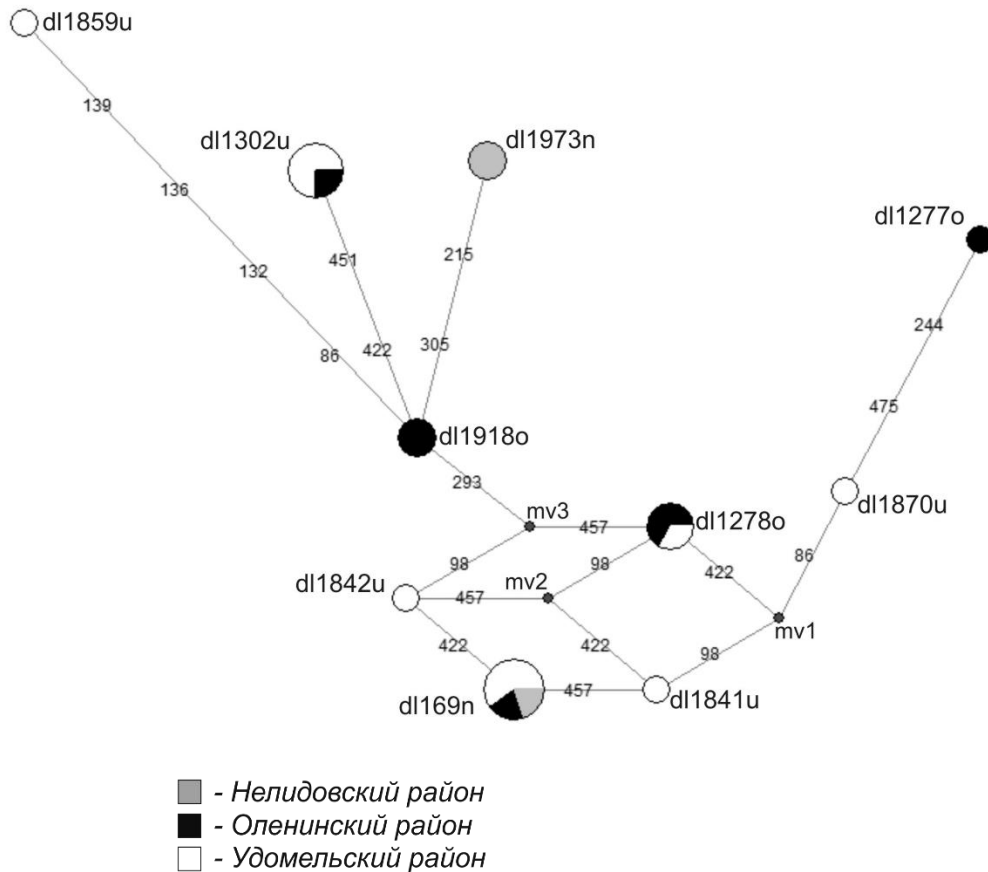 dl1859u
139
dl1302u
dl1973n
136
dl1277o
451
215
132
244
86
422
305
475
dl1918o
293
mv3
457
dl1278o
dl1870u
98
98
422
86
dl1842u
457
mv2
mv1
422
422
98
dl169n
457
dl1841u
- Нелидовский район
- Оленинский район
- Удомельский район